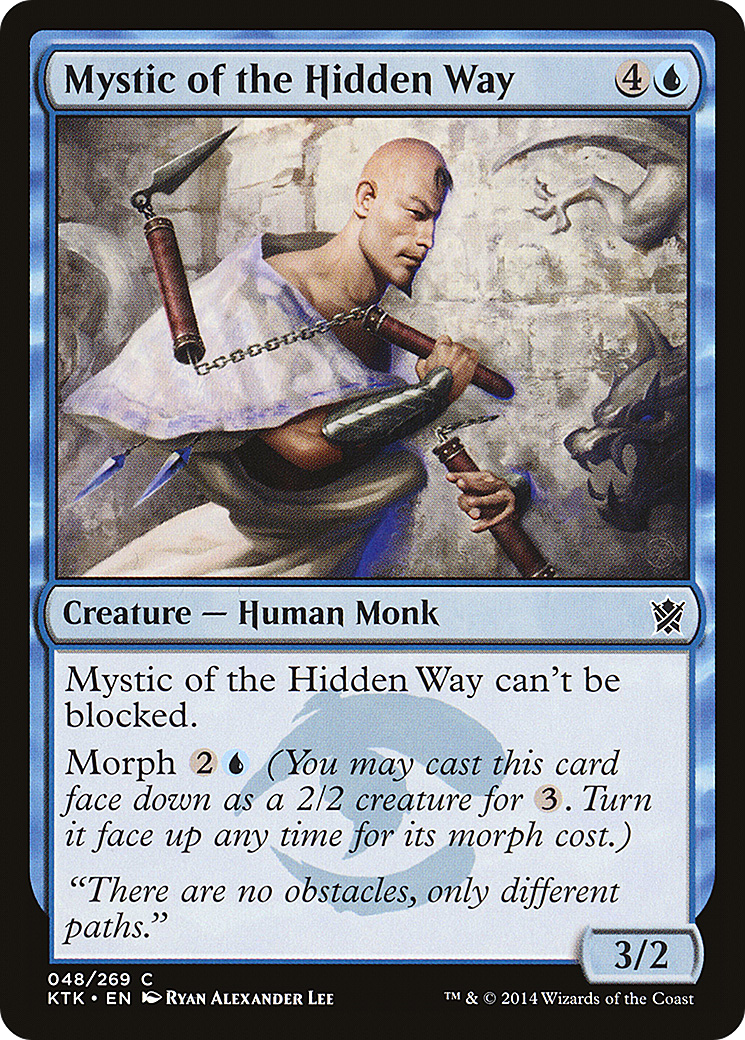 Mystic of the Hidden Way 4
Creature — Human Monk
Mystic of the Hidden Way can't be
blocked.
Morph 2 (You may cast this card
face down as a 2/2 creature for 3. Turn
it face up any time for its morph cost.)
“There are no obstacles, only different
paths.”
3/2
048/269 C
KTK • EN Ryan Alexander Lee
™ & © 2014 Wizards of the Coast